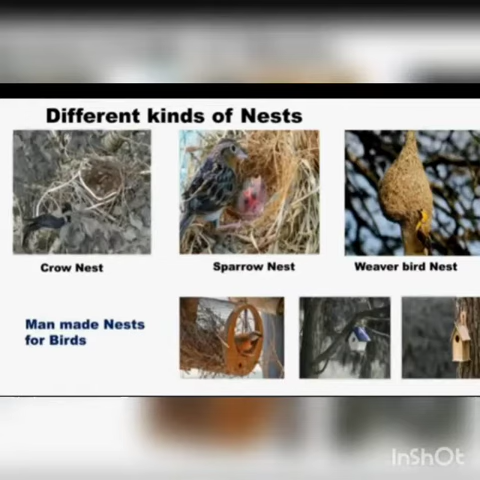 Different kinds of Nests
Crow Nest
Sparrow Nest
Weaver bird Nest
Man made Nests
for Birds
InShOt